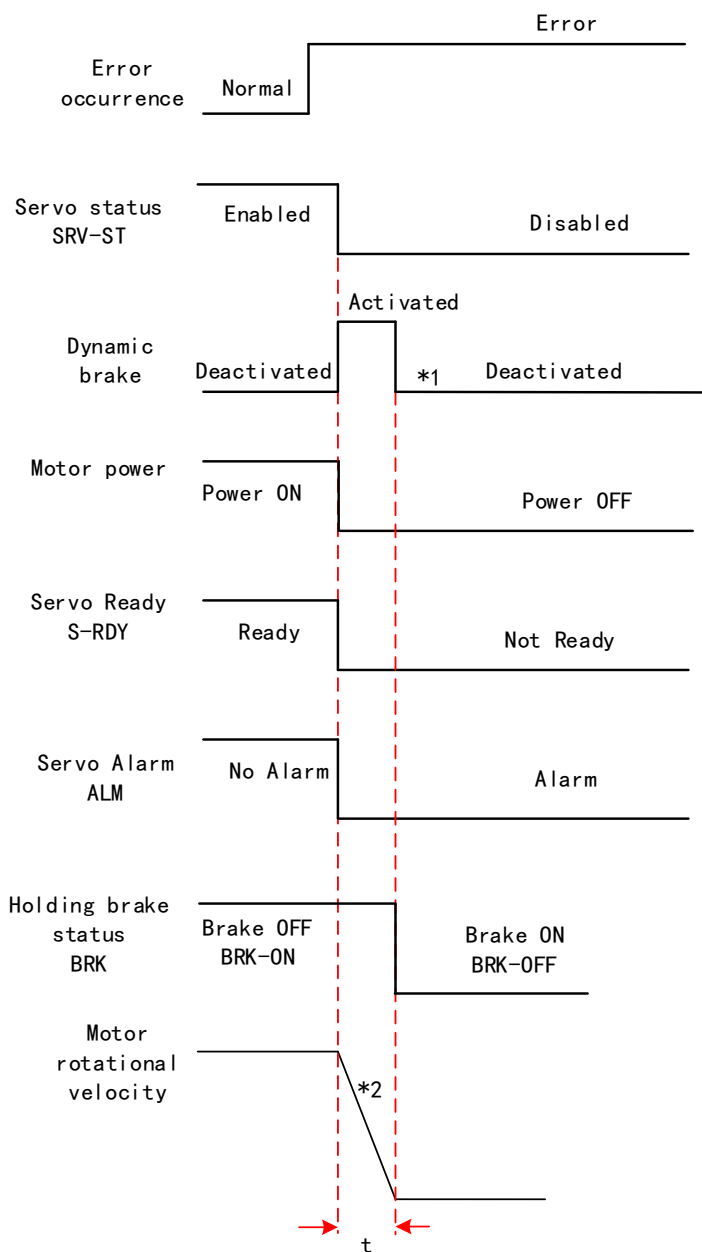 Error
Error
occurrence
Normal
Servo status
SRV-ST
Enabled
Disabled
Activated
Dynamic
brake
Deactivated
*1
Deactivated
Motor power
Power ON
Power OFF
Servo Ready
S-RDY
Ready
Not Ready
Servo Alarm
ALM
No Alarm
Alarm
Holding brake
status
BRK
Brake OFF
BRK-ON
Brake ON
BRK-OFF
Motor
rotational
velocity
*2
t